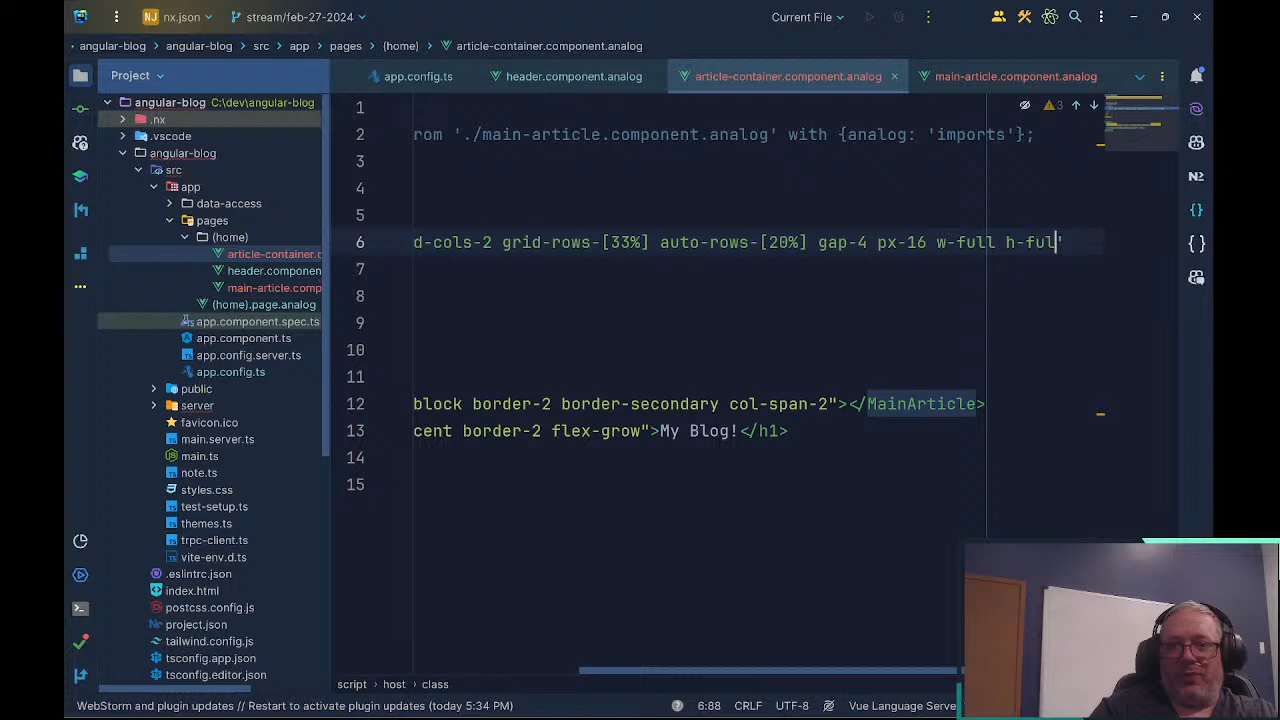 NJ nx.json stream/feb-27-2024 Current File
angular-blog angular-blog src app pages (home) article-container.component.analog
Project
app.config.ts header.component.analog article-container.component.analog main-article.component.analog
angular-blog C:\dev\angular-blog
.nx
.vscode
angular-blog
src
app
data-access
pages
(home)
article-container.c
header.component
main-article.comp
(home).page.analog
app.component.spec.ts
app.component.ts
app.config.server.ts
app.config.ts
public
server
favicon.ico
main.server.ts
main.ts
note.ts
styles.css
test-setup.ts
themes.ts
trpc-client.ts
vite-env.d.ts
.eslintrc.json
index.html
postcss.config.js
project.json
tailwind.config.js
tsconfig.app.json
tsconfig.editor.json
1
2 rom './main-article.component.analog' with {analog: 'imports'};
3
4
5
6 d-cols-2 grid-rows-[33%] auto-rows-[20%] gap-4 px-16 w-full h-ful'
7
8
9
10
11
12 block border-2 border-secondary col-span-2"></MainArticle>
13 cent border-2 flex-grow">My Blog!</h1>
14
15
3
N2
script host class
WebStorm and plugin updates // Restart to activate plugin updates (today 5:34 PM) 6:88 CRLF UTF-8 Vue Language Server